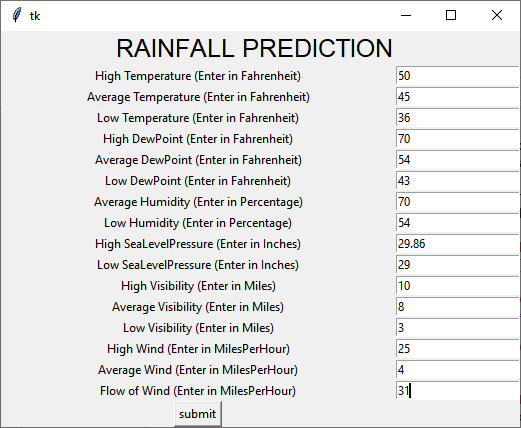 tk
RAINFALL PREDICTION
High Temperature (Enter in Fahrenheit) 50
Average Temperature (Enter in Fahrenheit) 45
Low Temperature (Enter in Fahrenheit) 36
High DewPoint (Enter in Fahrenheit) 70
Average DewPoint (Enter in Fahrenheit) 54
Low DewPoint (Enter in Fahrenheit) 43
Average Humidity (Enter in Percentage) 70
Low Humidity (Enter in Percentage) 54
High SeaLevelPressure (Enter in Inches) 29.86
Low SeaLevelPressure (Enter in Inches) 29
High Visibility (Enter in Miles) 10
Average Visibility (Enter in Miles) 8
Low Visibility (Enter in Miles) 3
High Wind (Enter in MilesPerHour) 25
Average Wind (Enter in MilesPerHour) 4
Flow of Wind (Enter in MilesPerHour) 31
submit